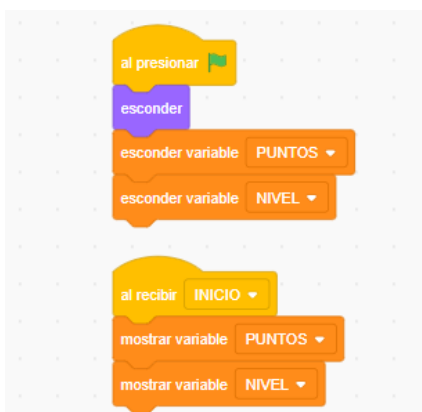 al presionar
esconder
esconder variable PUNTOS
esconder variable NIVEL
al recibir INICIO
mostrar variable PUNTOS
mostrar variable NIVEL